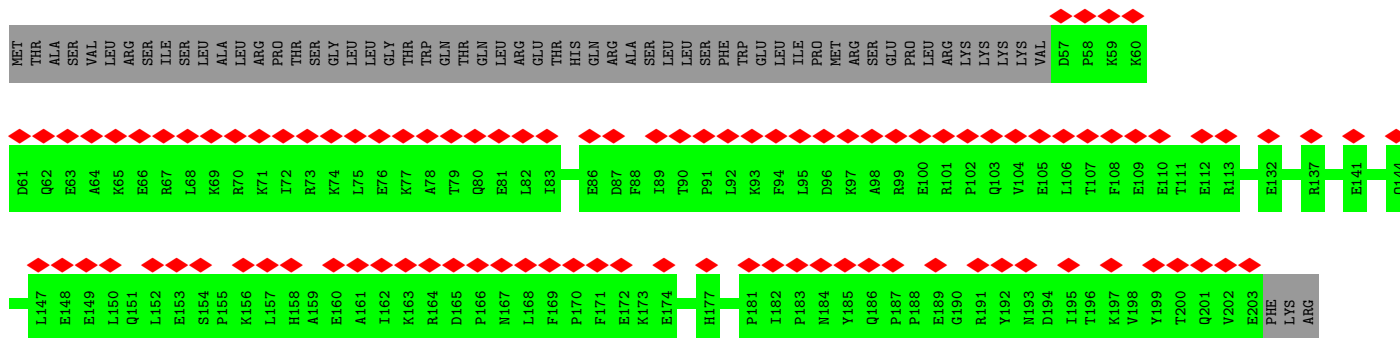 MET THR ALA SER VAL LEU ARG SER ILE SER LEU ALA LEU ARG PRO THR SER GLY LEU LEU GLY THR TRP GLN THR GLN LEU ARG GLU THR HIS GLN ARG ALA SER LEU LEU SER PHE TRP GLU LEU ILE PRO MET ARG SER GLU PRO LEU ARG LYS LYS LYS LYS VAL D57 P58 K59 K60
D61 Q62 E63 A64 K65 E66 R67 L68 K69 R70 K71 I72 R73 K74 L75 E76 K77 A78 T79 Q80 E81 L82 I83 E86 D87 F88 I89 T90 P91 L92 K93 F94 L95 D96 K97 A98 R99 E100 R101 P102 Q103 V104 E105 L106 T107 F108 E109 E110 T111 E112 R113 E132 R137 E141
L147 E148 E149 L150 Q151 L152 E153 S154 P155 K156 L157 H158 A159 E160 A161 I162 K163 R164 D165 P166 N167 L168 F169 P170 F171 E172 K173 E174 H177 P181 I182 P183 N184 Y185 Q186 P187 P188 E189 G190 R191 Y192 N193 D194 I195 T196 K197 V198 Y199 T200 Q201 V202 E203 PHE LYS ARG